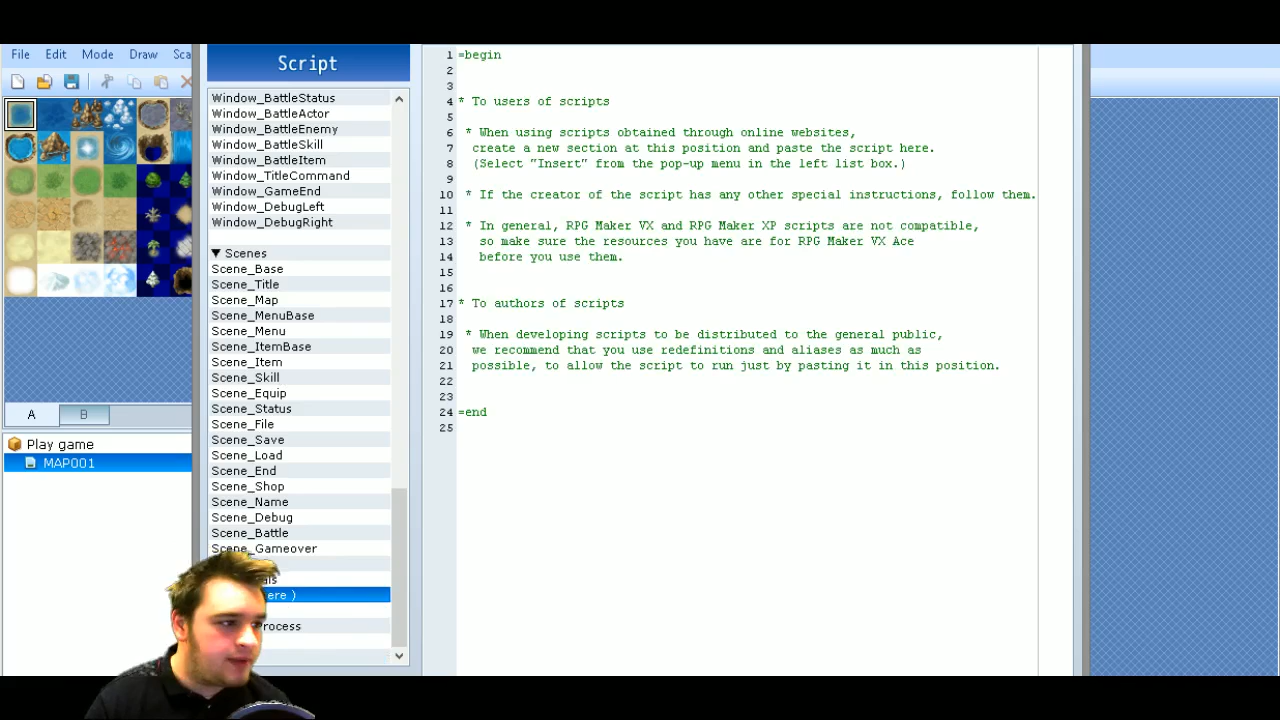 File Edit Mode Draw Sca
A B
Play game
MAP001
Script
Window_BattleStatus
Window_BattleActor
Window_BattleEnemy
Window_BattleSkill
Window_BattleItem
Window_TitleCommand
Window_GameEnd
Window_DebugLeft
Window_DebugRight
▼ Scenes
Scene_Base
Scene_Title
Scene_Map
Scene_MenuBase
Scene_Menu
Scene_ItemBase
Scene_Item
Scene_Skill
Scene_Equip
Scene_Status
Scene_File
Scene_Save
Scene_Load
Scene_End
Scene_Shop
Scene_Name
Scene_Debug
Scene_Battle
Scene_Gameover
ere )
rocess
1 =begin
2
3
4 * To users of scripts
5
6 * When using scripts obtained through online websites,
7 create a new section at this position and paste the script here.
8 (Select "Insert" from the pop-up menu in the left list box.)
9
10 * If the creator of the script has any other special instructions, follow them.
11
12 * In general, RPG Maker VX and RPG Maker XP scripts are not compatible,
13 so make sure the resources you have are for RPG Maker VX Ace
14 before you use them.
15
16
17 * To authors of scripts
18
19 * When developing scripts to be distributed to the general public,
20 we recommend that you use redefinitions and aliases as much as
21 possible, to allow the script to run just by pasting it in this position.
22
23
24 =end
25